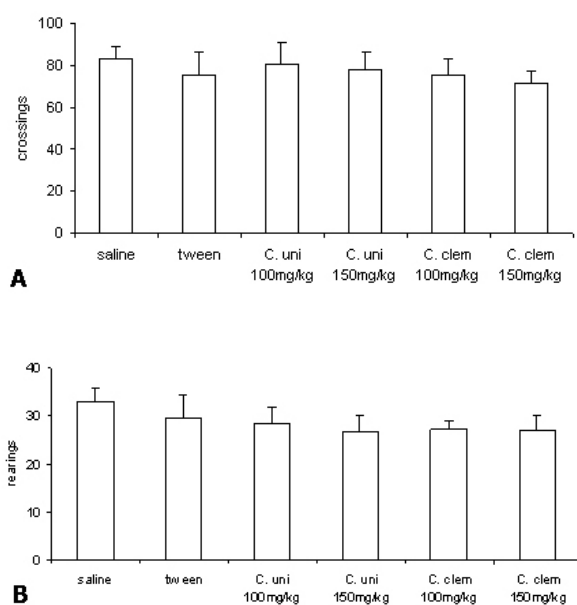 100
80
60
40
20
0
crossings
saline tween C. uni C. uni C. clem C. clem
100mg/kg 150mg/kg 100mg/kg 150mg/kg
A
40
30
20
10
0
rearings
saline tween C. uni C. uni C. clem C. clem
100mg/kg 150mg/kg 100mg/kg 150mg/kg
B